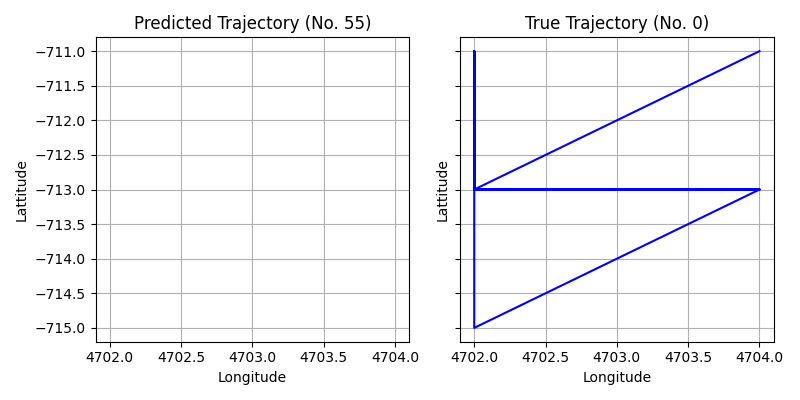 Predicted Trajectory (No. 55)
True Trajectory (No. 0)
−711.0
−711.5
−712.0
−712.5
−713.0
−713.5
−714.0
−714.5
−715.0
Lattitude
Lattitude
4702.0 4702.5 4703.0 4703.5 4704.0
4702.0 4702.5 4703.0 4703.5 4704.0
Longitude
Longitude